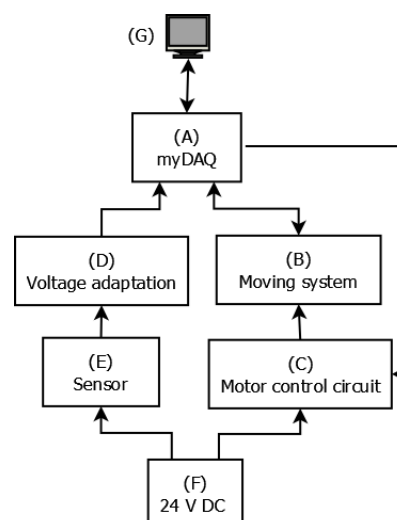 (G)
(A)
myDAQ
(D)
Voltage adaptation
(B)
Moving system
(E)
Sensor
(C)
Motor control circuit
(F)
24 V DC